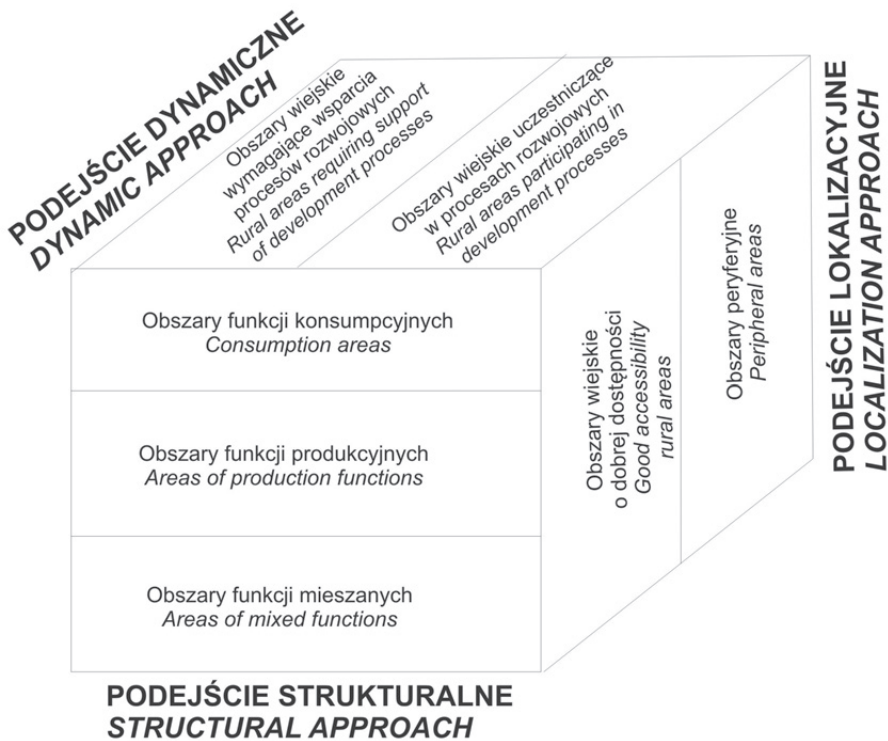 PODEJŚCIE DYNAMICZNE
DYNAMIC APPROACH
Obszary wiejskie
wymagające wsparcia
procesów rozwojowych
Rural areas requiring support
of development processes
Obszary wiejskie uczestniczące
w procesach rozwojowych
Rural areas participating in
development processes
Obszary funkcji konsumpcyjnych
Consumption areas
Obszary funkcji produkcyjnych
Areas of production functions
Obszary funkcji mieszanych
Areas of mixed functions
Obszary wiejskie
o dobrej dostępności
Good accessibility
rural areas
Obszary peryferyjne
Peripheral areas
PODEJŚCIE LOKALIZACYJNE
LOCALIZATION APPROACH
PODEJŚCIE STRUKTURALNE
STRUCTURAL APPROACH